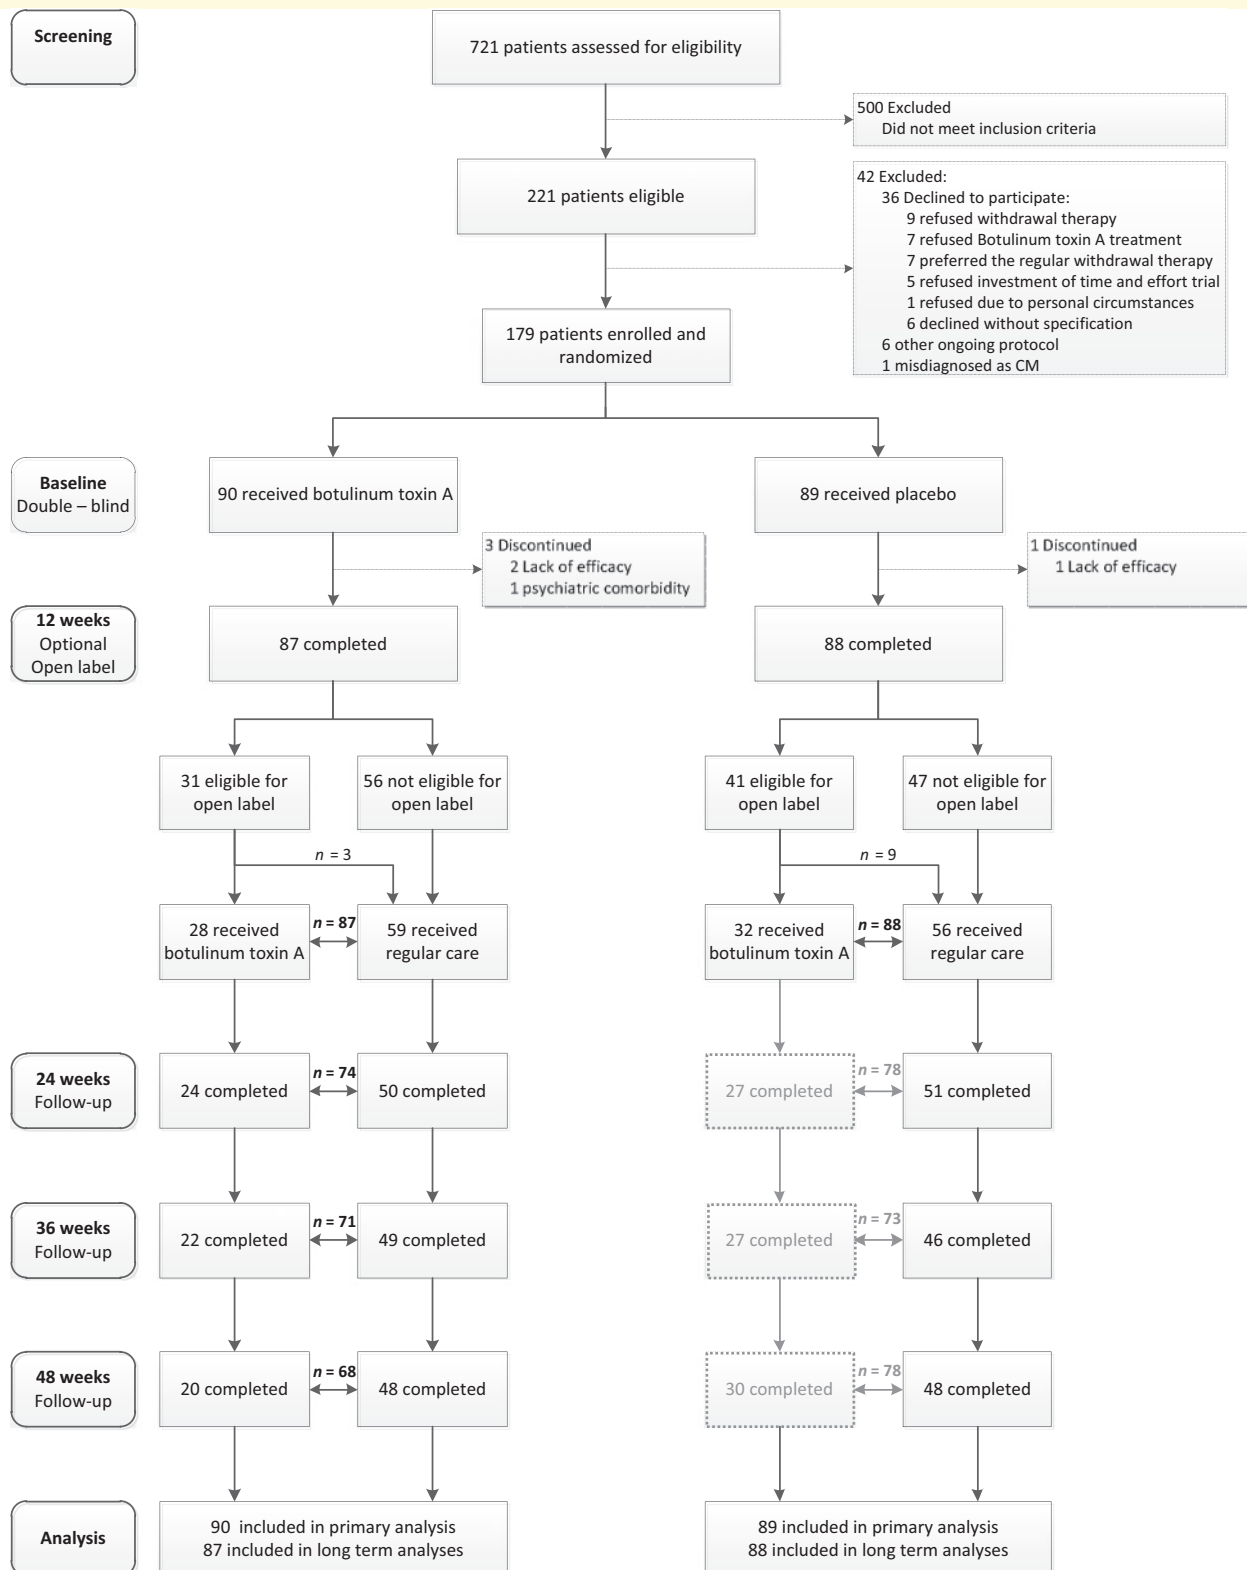 Screening
721 patients assessed for eligibility
500 Excluded
Did not meet inclusion criteria
221 patients eligible
42 Excluded:
36 Declined to participate:
9 refused withdrawal therapy
7 refused Botulinum toxin A treatment
7 preferred the regular withdrawal therapy
5 refused investment of time and effort trial
1 refused due to personal circumstances
6 declined without specification
6 other ongoing protocol
1 misdiagnosed as CM
179 patients enrolled and
randomized
Baseline
Double – blind
90 received botulinum toxin A
89 received placebo
3 Discontinued
2 Lack of efficacy
1 psychiatric comorbidity
1 Discontinued
1 Lack of efficacy
12 weeks
Optional
Open label
87 completed
88 completed
31 eligible for
open label
56 not eligible for
open label
41 eligible for
open label
47 not eligible for
open label
n = 3
n = 9
28 received
botulinum toxin A
n = 87
59 received
regular care
32 received
botulinum toxin A
n = 88
56 received
regular care
24 weeks
Follow-up
24 completed
n = 74
50 completed
27 completed
n = 78
51 completed
36 weeks
Follow-up
22 completed
n = 71
49 completed
27 completed
n = 73
46 completed
48 weeks
Follow-up
20 completed
n = 68
48 completed
30 completed
n = 78
48 completed
Analysis
90 included in primary analysis
87 included in long term analyses
89 included in primary analysis
88 included in long term analyses